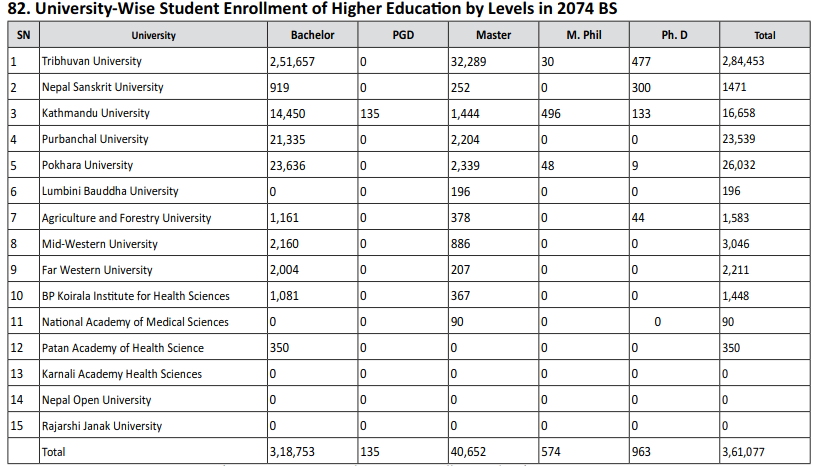 82. University-Wise Student Enrollment of Higher Education by Levels in 2074 BS
SN University Bachelor PGD Master M. Phil Ph. D Total
1 Tribhuvan University 2,51,657 0 32,289 30 477 2,84,453
2 Nepal Sanskrit University 919 0 252 0 300 1471
3 Kathmandu University 14,450 135 1,444 496 133 16,658
4 Purbanchal University 21,335 0 2,204 0 0 23,539
5 Pokhara University 23,636 0 2,339 48 9 26,032
6 Lumbini Bauddha University 0 0 196 0 0 196
7 Agriculture and Forestry University 1,161 0 378 0 44 1,583
8 Mid-Western University 2,160 0 886 0 0 3,046
9 Far Western University 2,004 0 207 0 0 2,211
10 BP Koirala Institute for Health Sciences 1,081 0 367 0 0 1,448
11 National Academy of Medical Sciences 0 0 90 0 0 90
12 Patan Academy of Health Science 350 0 0 0 0 350
13 Karnali Academy Health Sciences 0 0 0 0 0 0
14 Nepal Open University 0 0 0 0 0 0
15 Rajarshi Janak University 0 0 0 0 0 0
Total 3,18,753 135 40,652 574 963 3,61,077